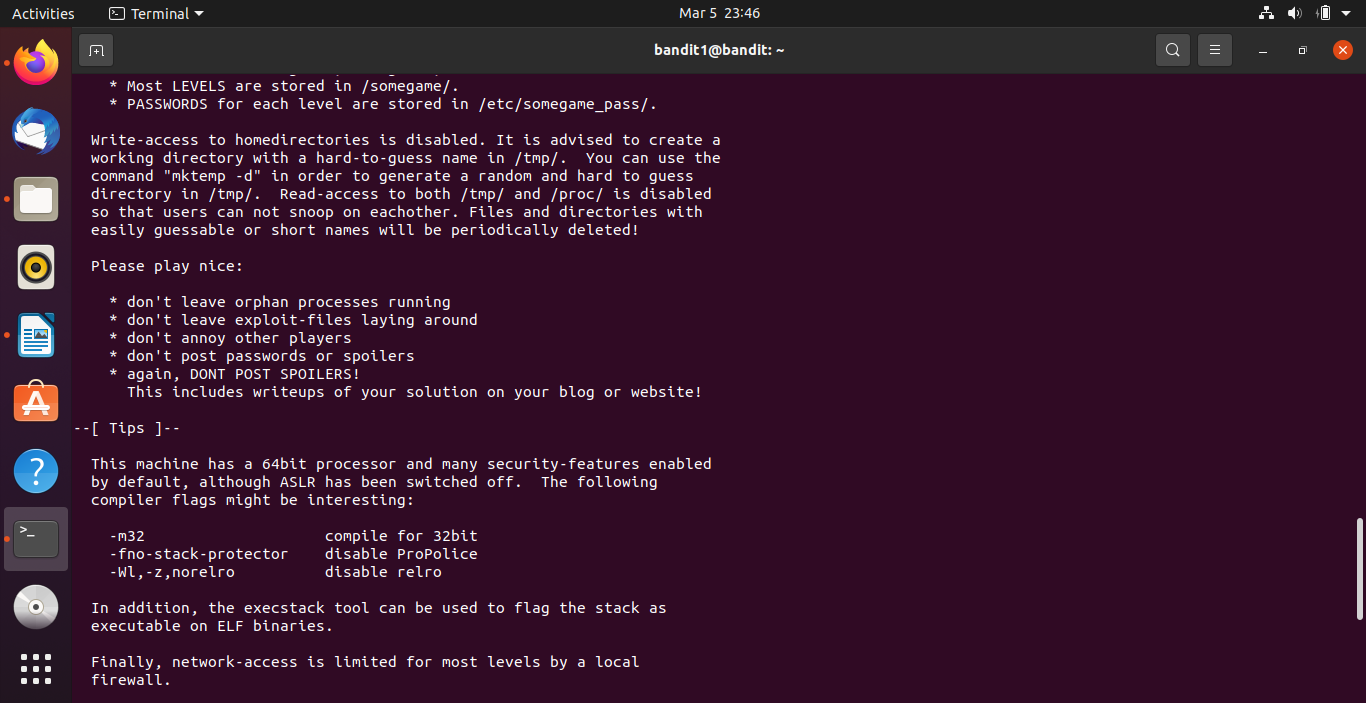 Activities
Terminal
Mar 5 23:46
bandit1@bandit: ~
* Most LEVELS are stored in /somegame/.
* PASSWORDS for each level are stored in /etc/somegame_pass/.
Write-access to homedirectories is disabled. It is advised to create a
working directory with a hard-to-guess name in /tmp/.  You can use the
command "mktemp -d" in order to generate a random and hard to guess
directory in /tmp/.  Read-access to both /tmp/ and /proc/ is disabled
so that users can not snoop on eachother. Files and directories with
easily guessable or short names will be periodically deleted!
Please play nice:
* don't leave orphan processes running
* don't leave exploit-files laying around
* don't annoy other players
* don't post passwords or spoilers
* again, DONT POST SPOILERS!
This includes writeups of your solution on your blog or website!
--[ Tips ]--
This machine has a 64bit processor and many security-features enabled
by default, although ASLR has been switched off.  The following
compiler flags might be interesting:
-m32                    compile for 32bit
-fno-stack-protector    disable ProPolice
-Wl,-z,norelro          disable relro
In addition, the execstack tool can be used to flag the stack as
executable on ELF binaries.
Finally, network-access is limited for most levels by a local
firewall.